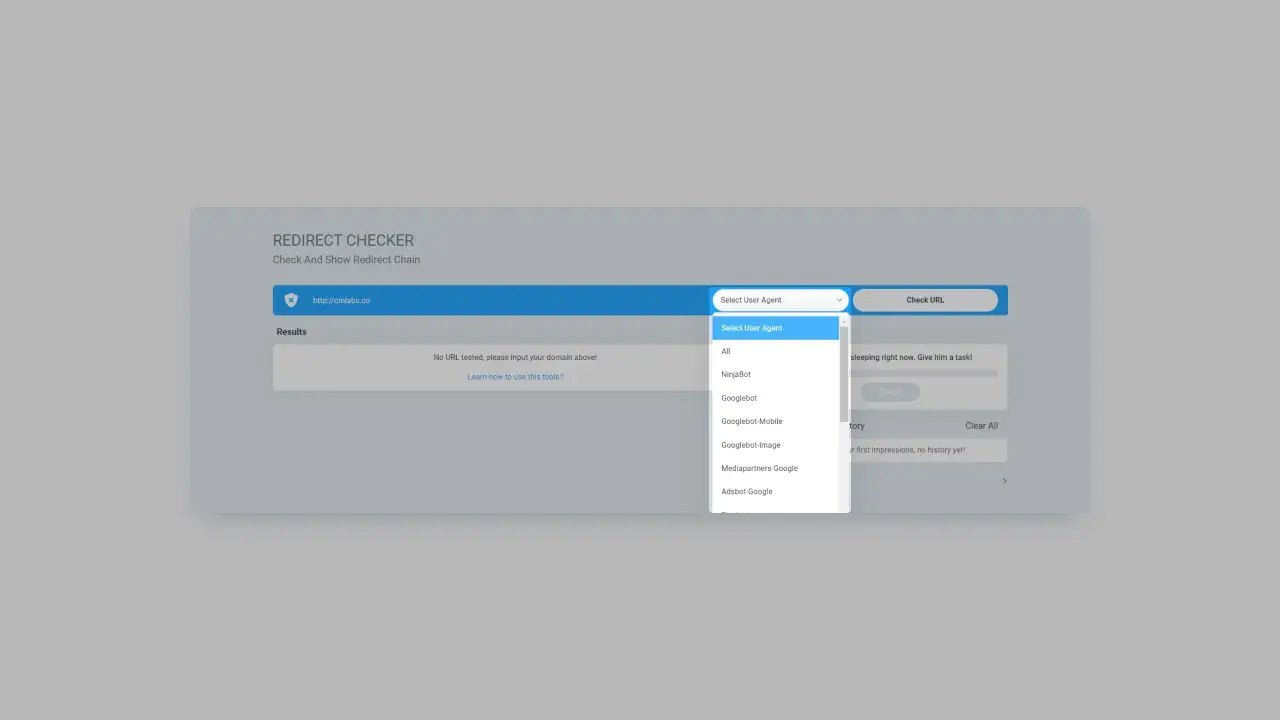 REDIRECT CHECKER
Check And Show Redirect Chain
http://cmlabs.co
Select User Agent
Check URL
Select User Agent
All
NinjaBot
Googlebot
Googlebot-Mobile
Googlebot-Image
Mediapartners-Google
Adsbot-Google
Results
No URL tested, please input your domain above!
Learn how to use this tools?
sleeping right now. Give him a task!
Cancel
tory
Clear All
r first impressions, no history yet!